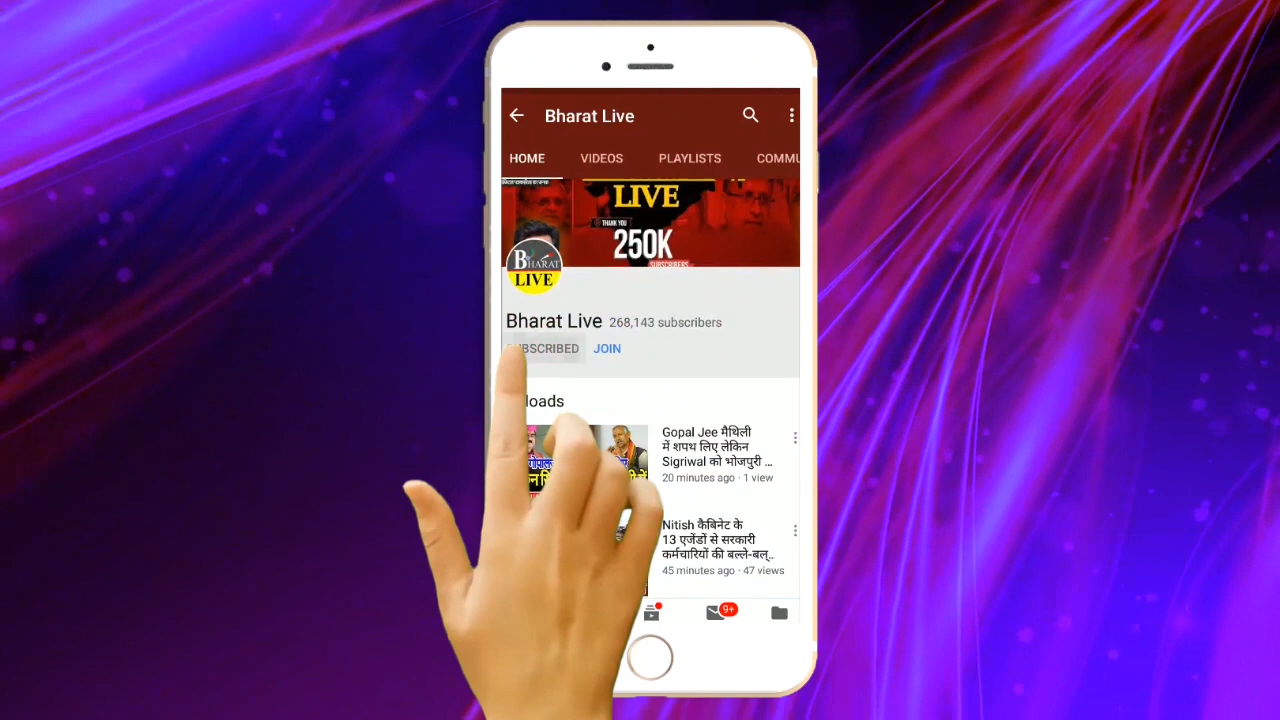 Bharat Live
HOME VIDEOS PLAYLISTS COMMU
LIVE
THANK YOU
250K
SUBSCRIBERS
BHARAT
LIVE
Bharat Live 268,143 subscribers
UBSCRIBED JOIN
loads
Gopal Jee मैथिली
में शपथ लिए लेकिन
Sigriwal को भोजपुरी ...
20 minutes ago · 1 view
Nitish कैबिनेट के
13 एजेंडों से सरकारी
कर्मचारियों की बल्ले-बल्..
45 minutes ago · 47 views
9+